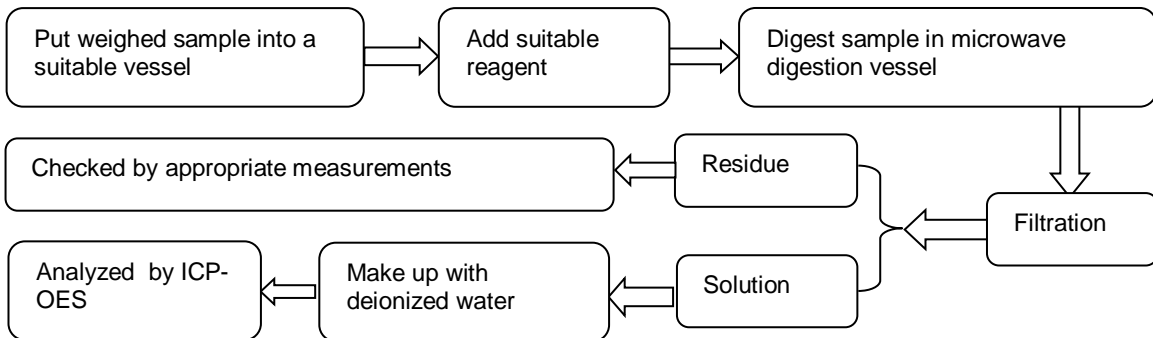 Put weighed sample into a
suitable vessel
Add suitable
reagent
Digest sample in microwave
digestion vessel
Filtration
Residue
Checked by appropriate measurements
Solution
Make up with
deionized water
Analyzed by ICP-
OES